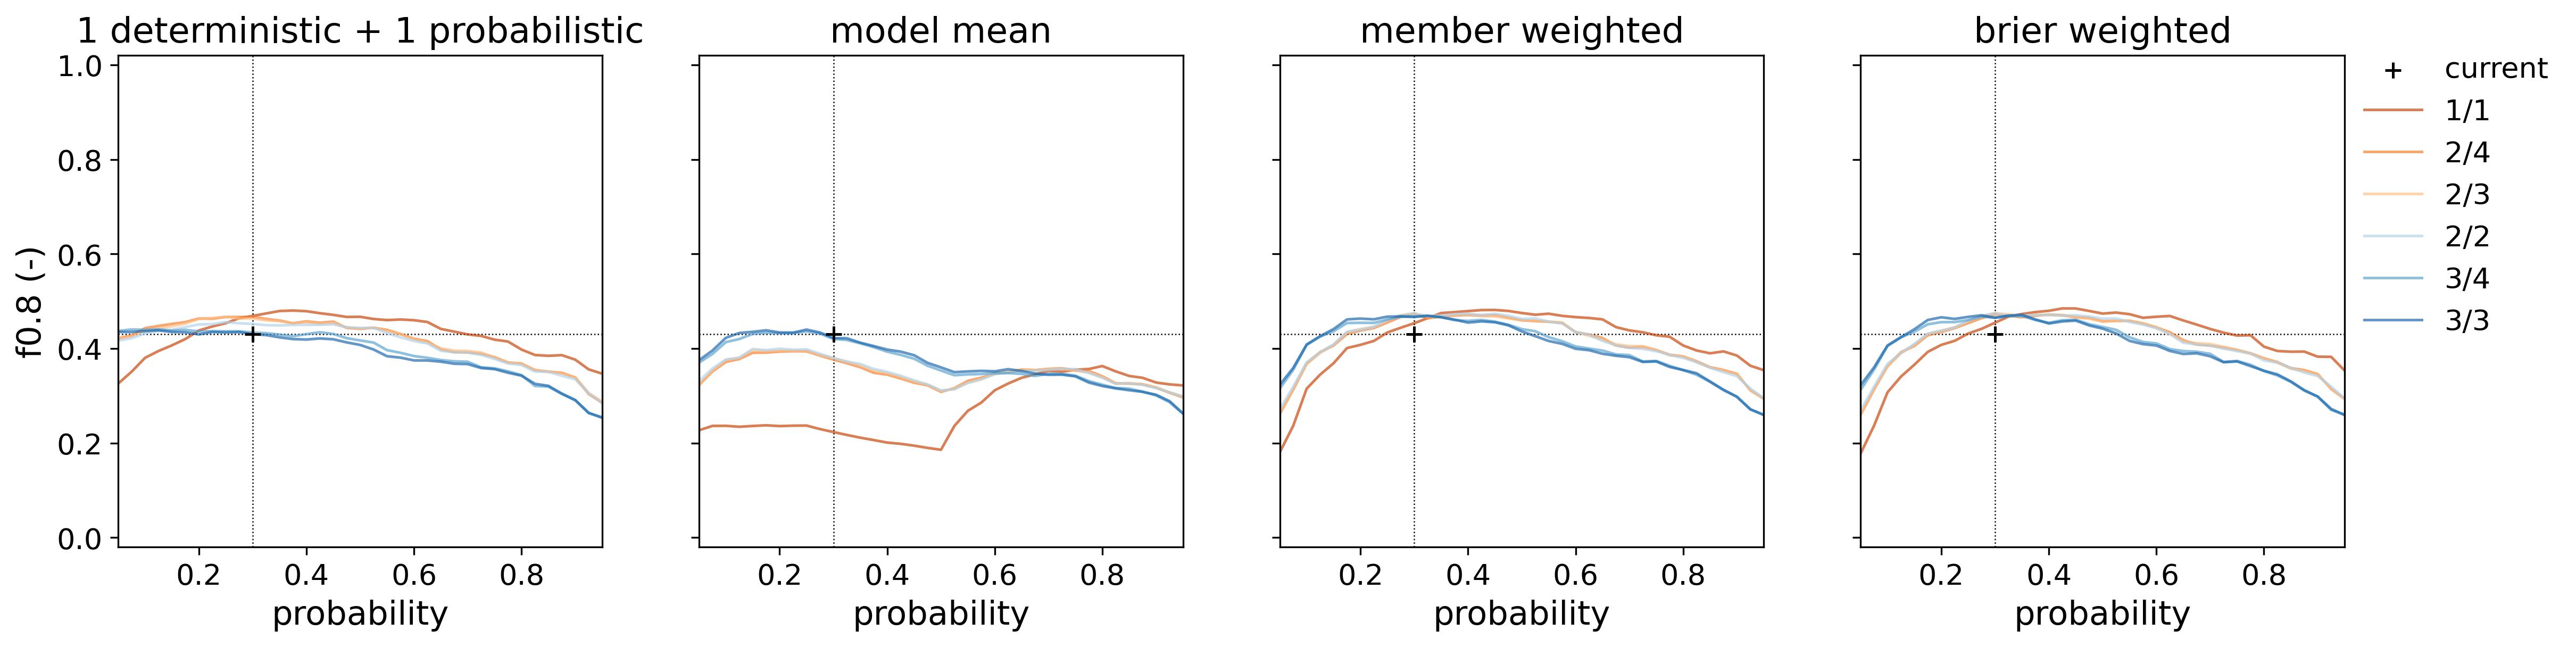 1 deterministic + 1 probabilistic
model mean
member weighted
brier weighted
f0.8 (-)
1.0
0.8
0.6
0.4
0.2
0.0
0.2 0.4 0.6 0.8
0.2 0.4 0.6 0.8
0.2 0.4 0.6 0.8
0.2 0.4 0.6 0.8
probability
probability
probability
probability
current
1/1
2/4
2/3
2/2
3/4
3/3